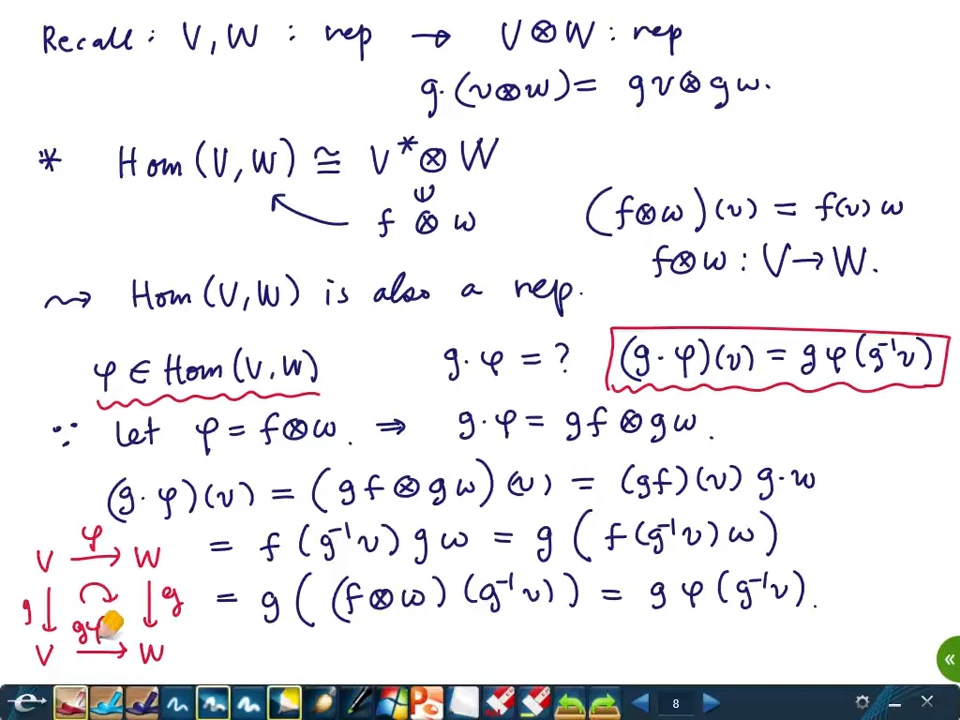 Recall : V, W : rep → V⊗W : rep
g·(v⊗w) = gv⊗gw.
* Hom(V,W) ≅ V*⊗W
f ⊗ w
(f⊗w)(v) = f(v)w
f⊗w : V→W.
⇝ Hom(V,W) is also a rep.
φ ∈ Hom(V,W) g·φ = ? (g·φ)(v) = gφ(g⁻¹v)
∵ let φ = f⊗w. ⇒ g·φ = gf ⊗ gw.
(g·φ)(v) = (gf⊗gw)(v) = (gf)(v) g·w
= f(g⁻¹v) gw = g(f(g⁻¹v)w)
= g((f⊗w)(g⁻¹v)) = gφ(g⁻¹v).
V φ→ W
g↓ ↓g
gφ
V → W
8